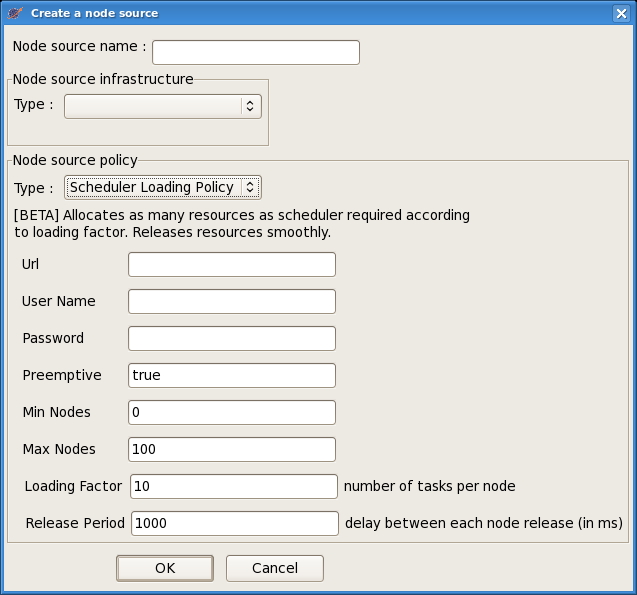 Create a node source
Node source name :
Node source infrastructure
Type :
Node source policy
Type : Scheduler Loading Policy
[BETA] Allocates as many resources as scheduler required according
to loading factor. Releases resources smoothly.
Url
User Name
Password
Preemptive true
Min Nodes 0
Max Nodes 100
Loading Factor 10 number of tasks per node
Release Period 1000 delay between each node release (in ms)
OK Cancel